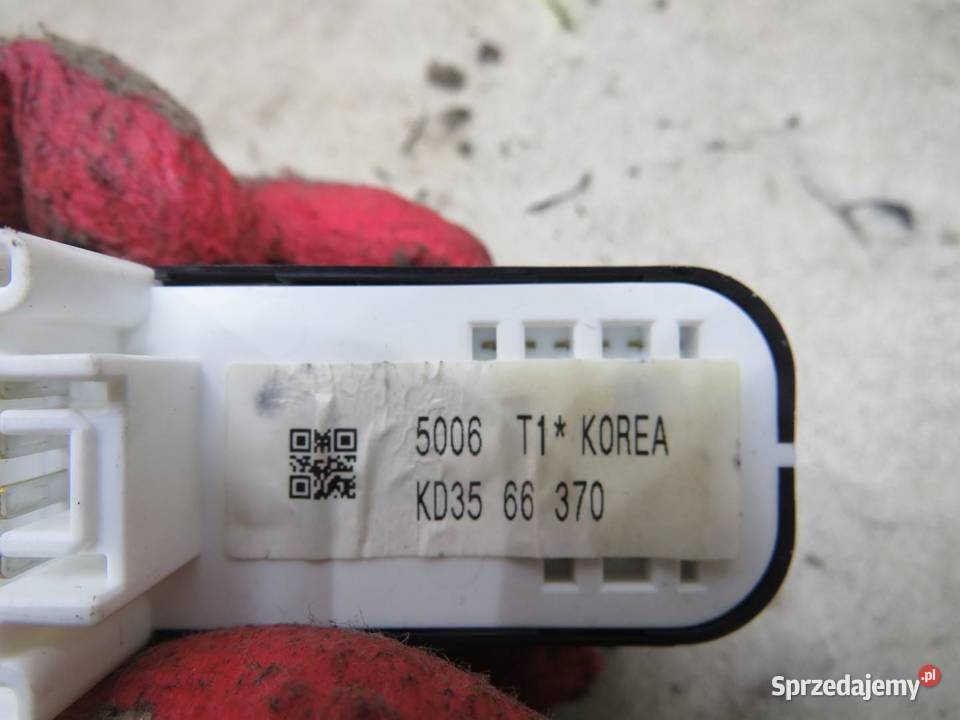 5006 T1* KOREA
KD35 66 370
Sprzedajemy.pl